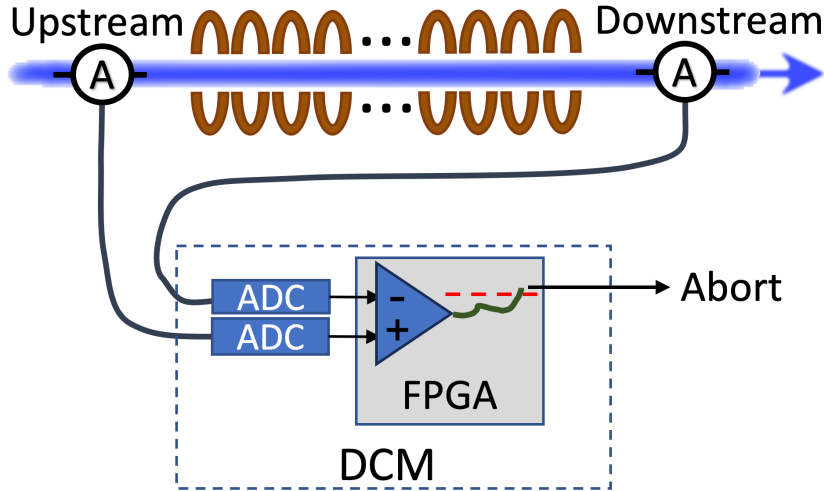 Upstream
Downstream
A
...
A
...
ADC
-
Abort
ADC
+
FPGA
DCM